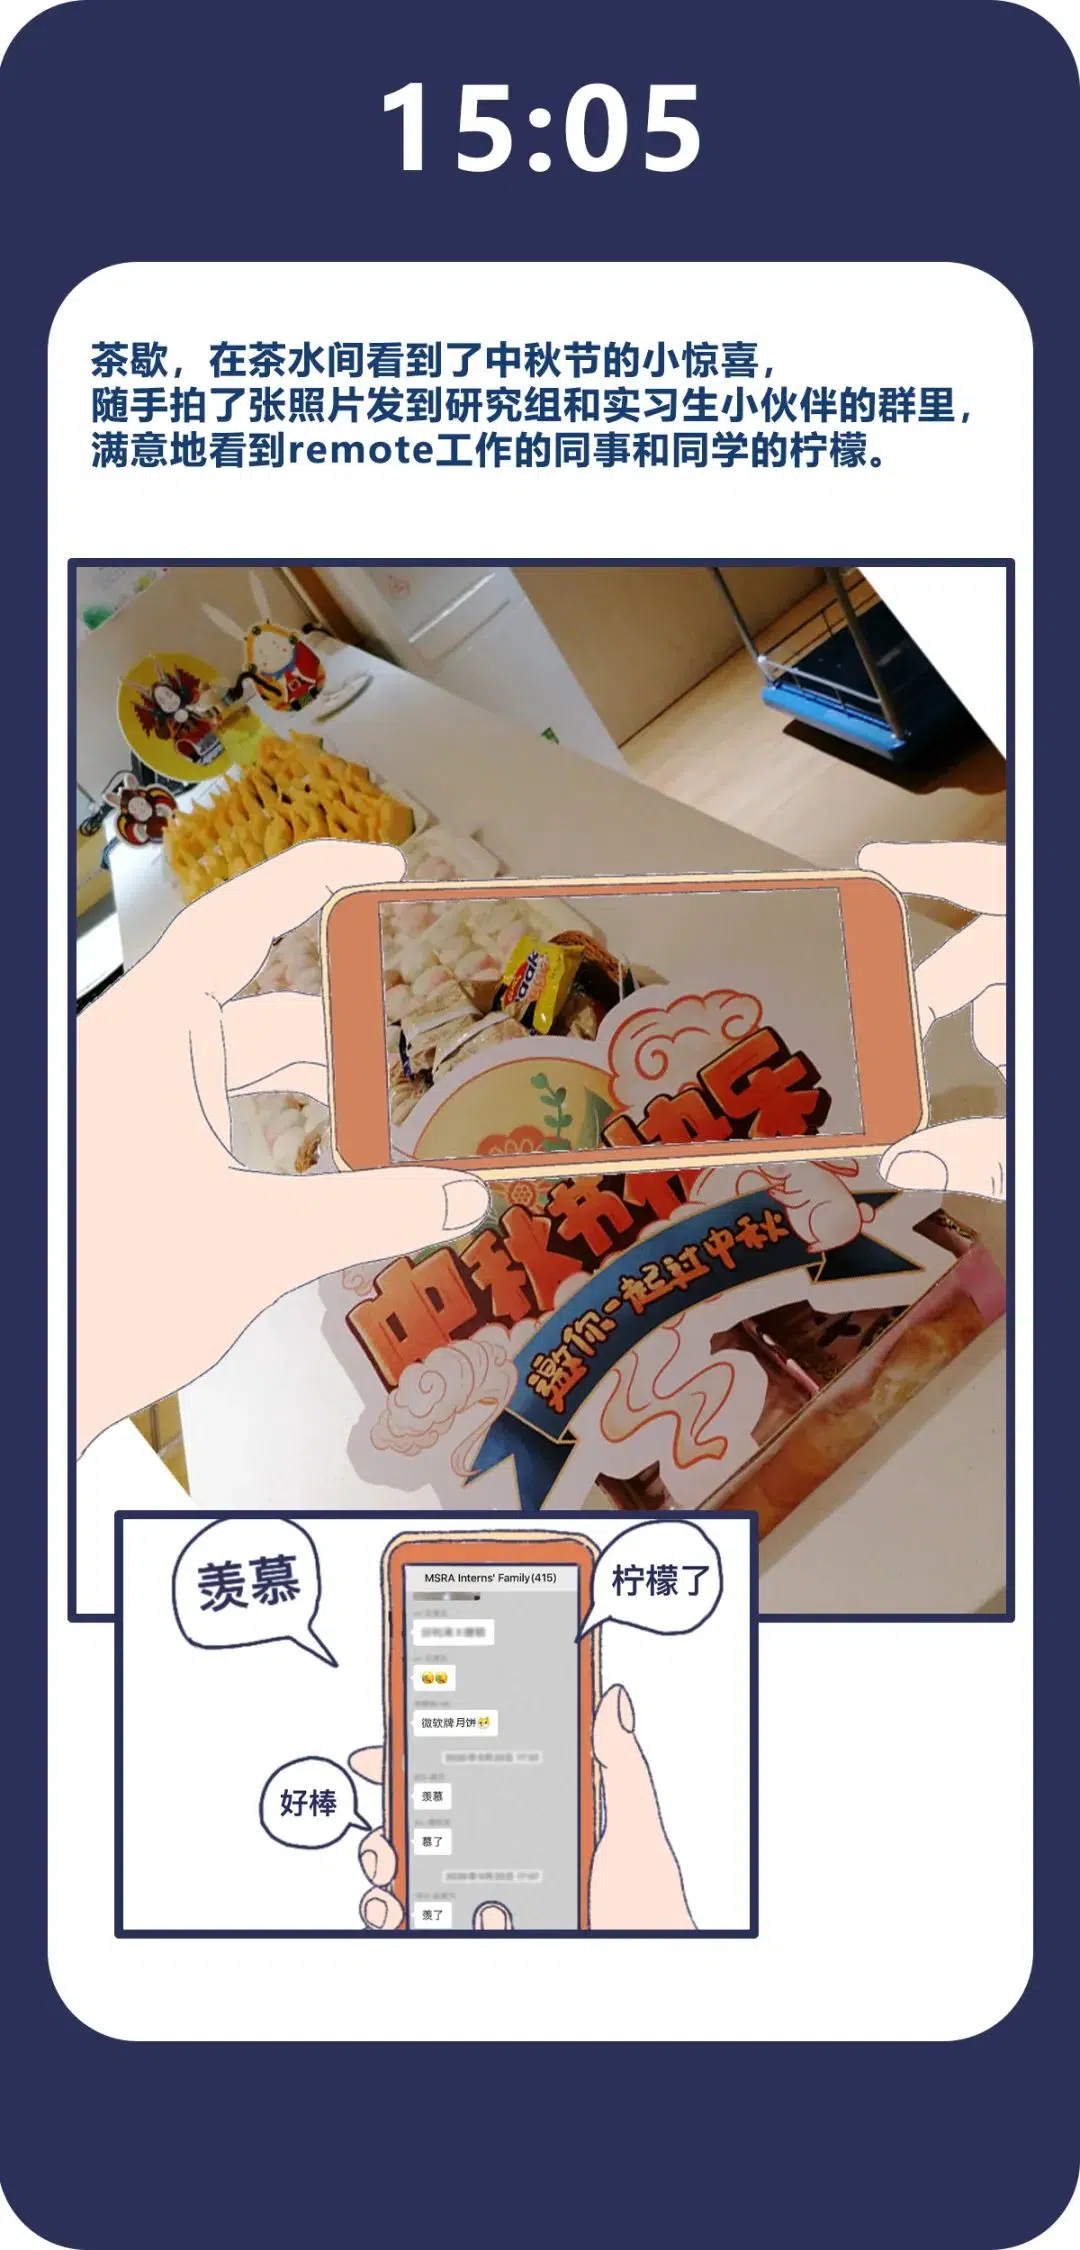 15:05
茶歇，在茶水间看到了中秋节的小惊喜，
随手拍了张照片发到研究组和实习生小伙伴的群里，
满意地看到remote工作的同事和同学的柠檬。
中秋节快乐
邀你一起过中秋
羡慕
柠檬了
好棒
MSRA Interns' Family(415)
微软牌月饼
羡慕
慕了
羡了